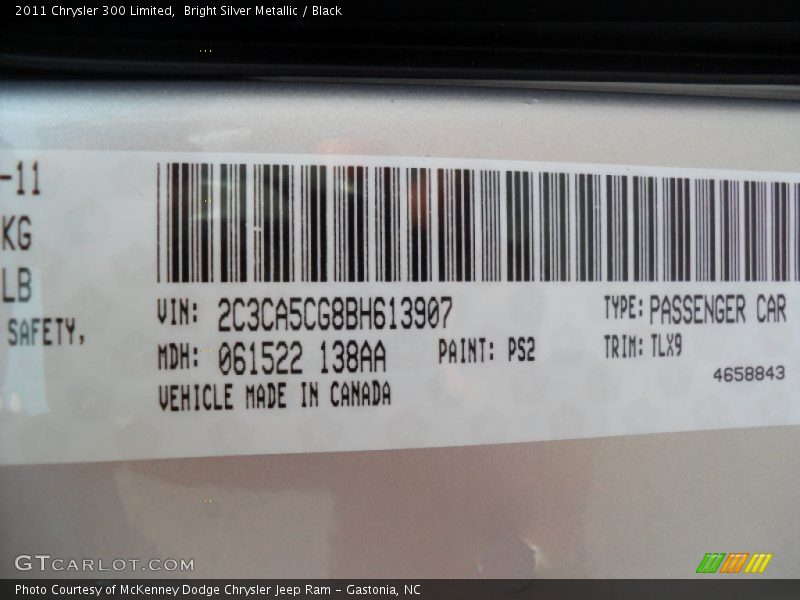 2011 Chrysler 300 Limited, Bright Silver Metallic / Black
-11
KG
LB
SAFETY,
VIN: 2C3CA5CG8BH613907 TYPE: PASSENGER CAR
MDH: 061522 138AA PAINT: PS2 TRIM: TLX9
VEHICLE MADE IN CANADA 4658843
GTCARLOT.COM
Photo Courtesy of McKenney Dodge Chrysler Jeep Ram - Gastonia, NC